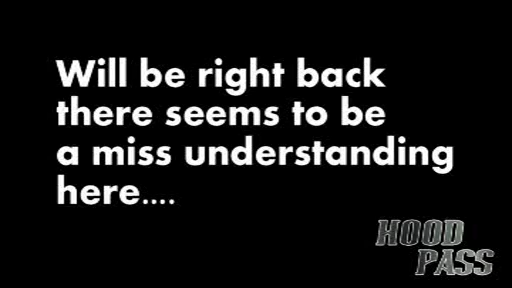 Will be right back
there seems to be
a miss understanding
here....
HOOD
PASS